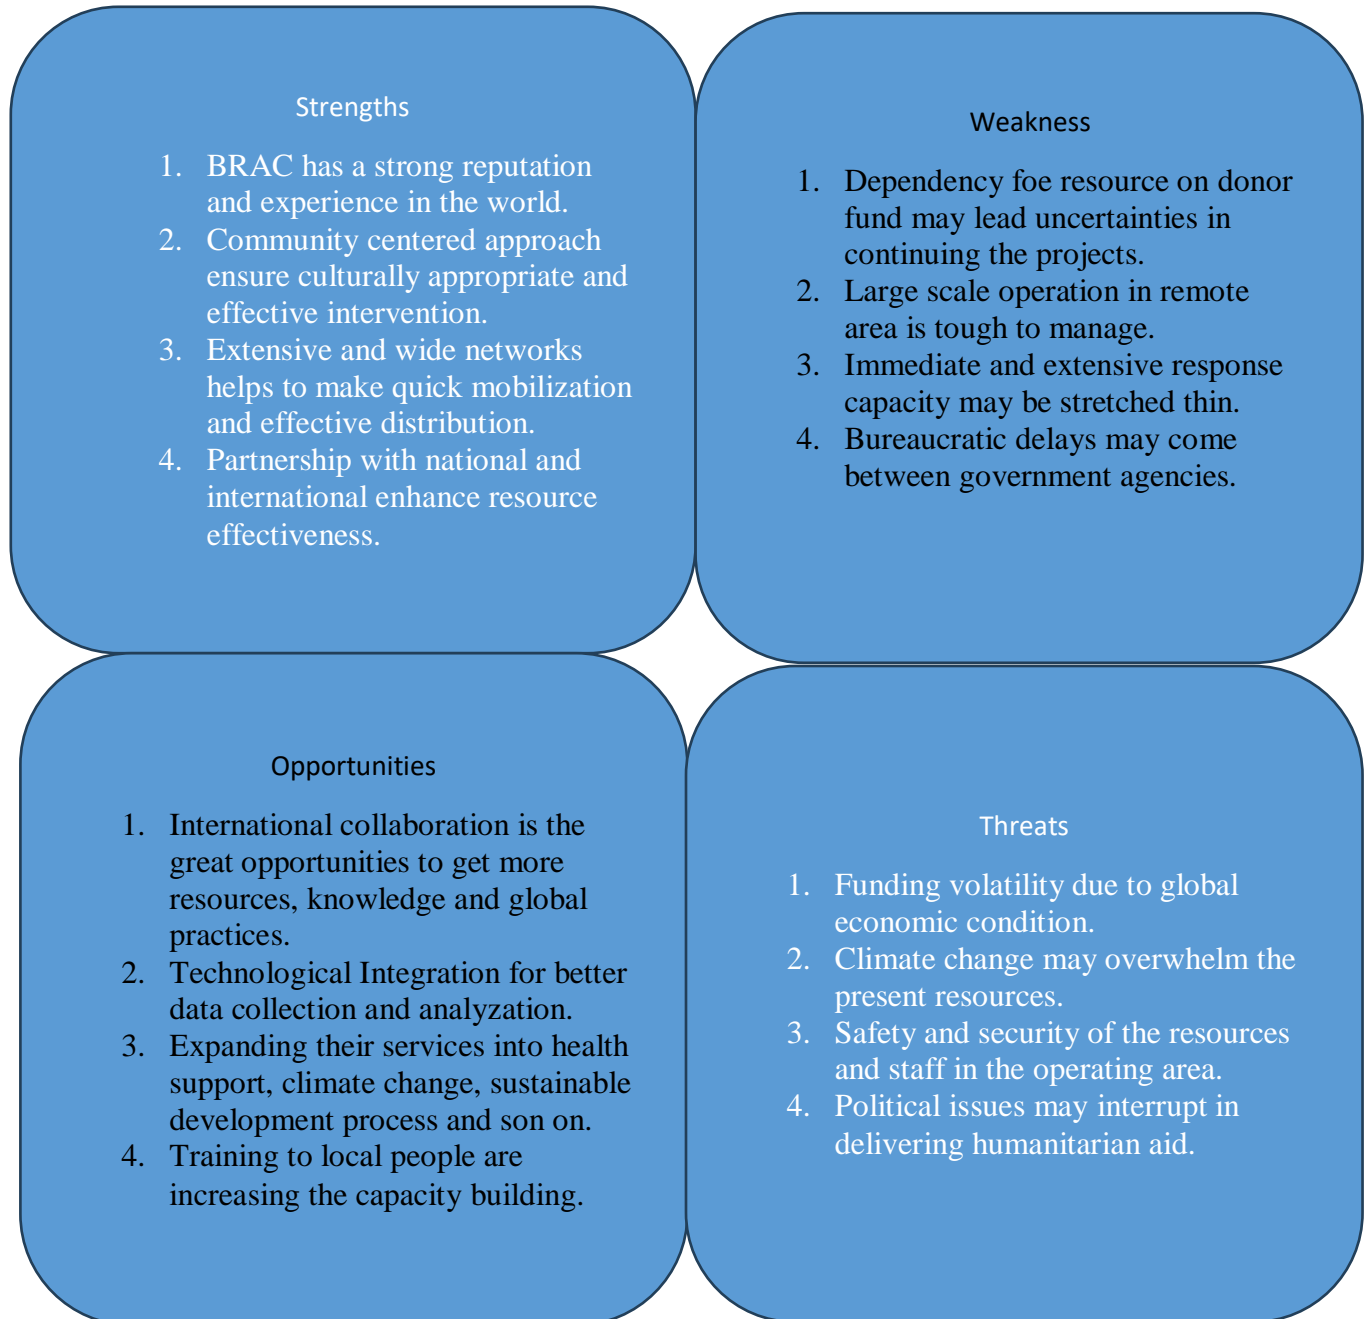 Strengths
1. BRAC has a strong reputation
and experience in the world.
2. Community centered approach
ensure culturally appropriate and
effective intervention.
3. Extensive and wide networks
helps to make quick mobilization
and effective distribution.
4. Partnership with national and
international enhance resource
effectiveness.
Weakness
1. Dependency foe resource on donor
fund may lead uncertainties in
continuing the projects.
2. Large scale operation in remote
area is tough to manage.
3. Immediate and extensive response
capacity may be stretched thin.
4. Bureaucratic delays may come
between government agencies.
Opportunities
1. International collaboration is the
great opportunities to get more
resources, knowledge and global
practices.
2. Technological Integration for better
data collection and analyzation.
3. Expanding their services into health
support, climate change, sustainable
development process and son on.
4. Training to local people are
increasing the capacity building.
Threats
1. Funding volatility due to global
economic condition.
2. Climate change may overwhelm the
present resources.
3. Safety and security of the resources
and staff in the operating area.
4. Political issues may interrupt in
delivering humanitarian aid.